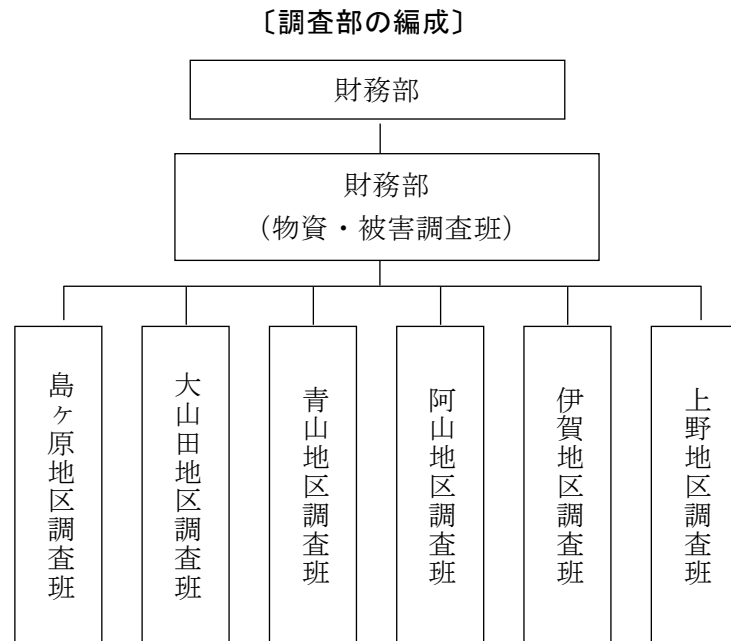 〔調査部の編成〕
財務部
財務部
（物資・被害調査班）
島ヶ原地区調査班
大山田地区調査班
青山地区調査班
阿山地区調査班
伊賀地区調査班
上野地区調査班